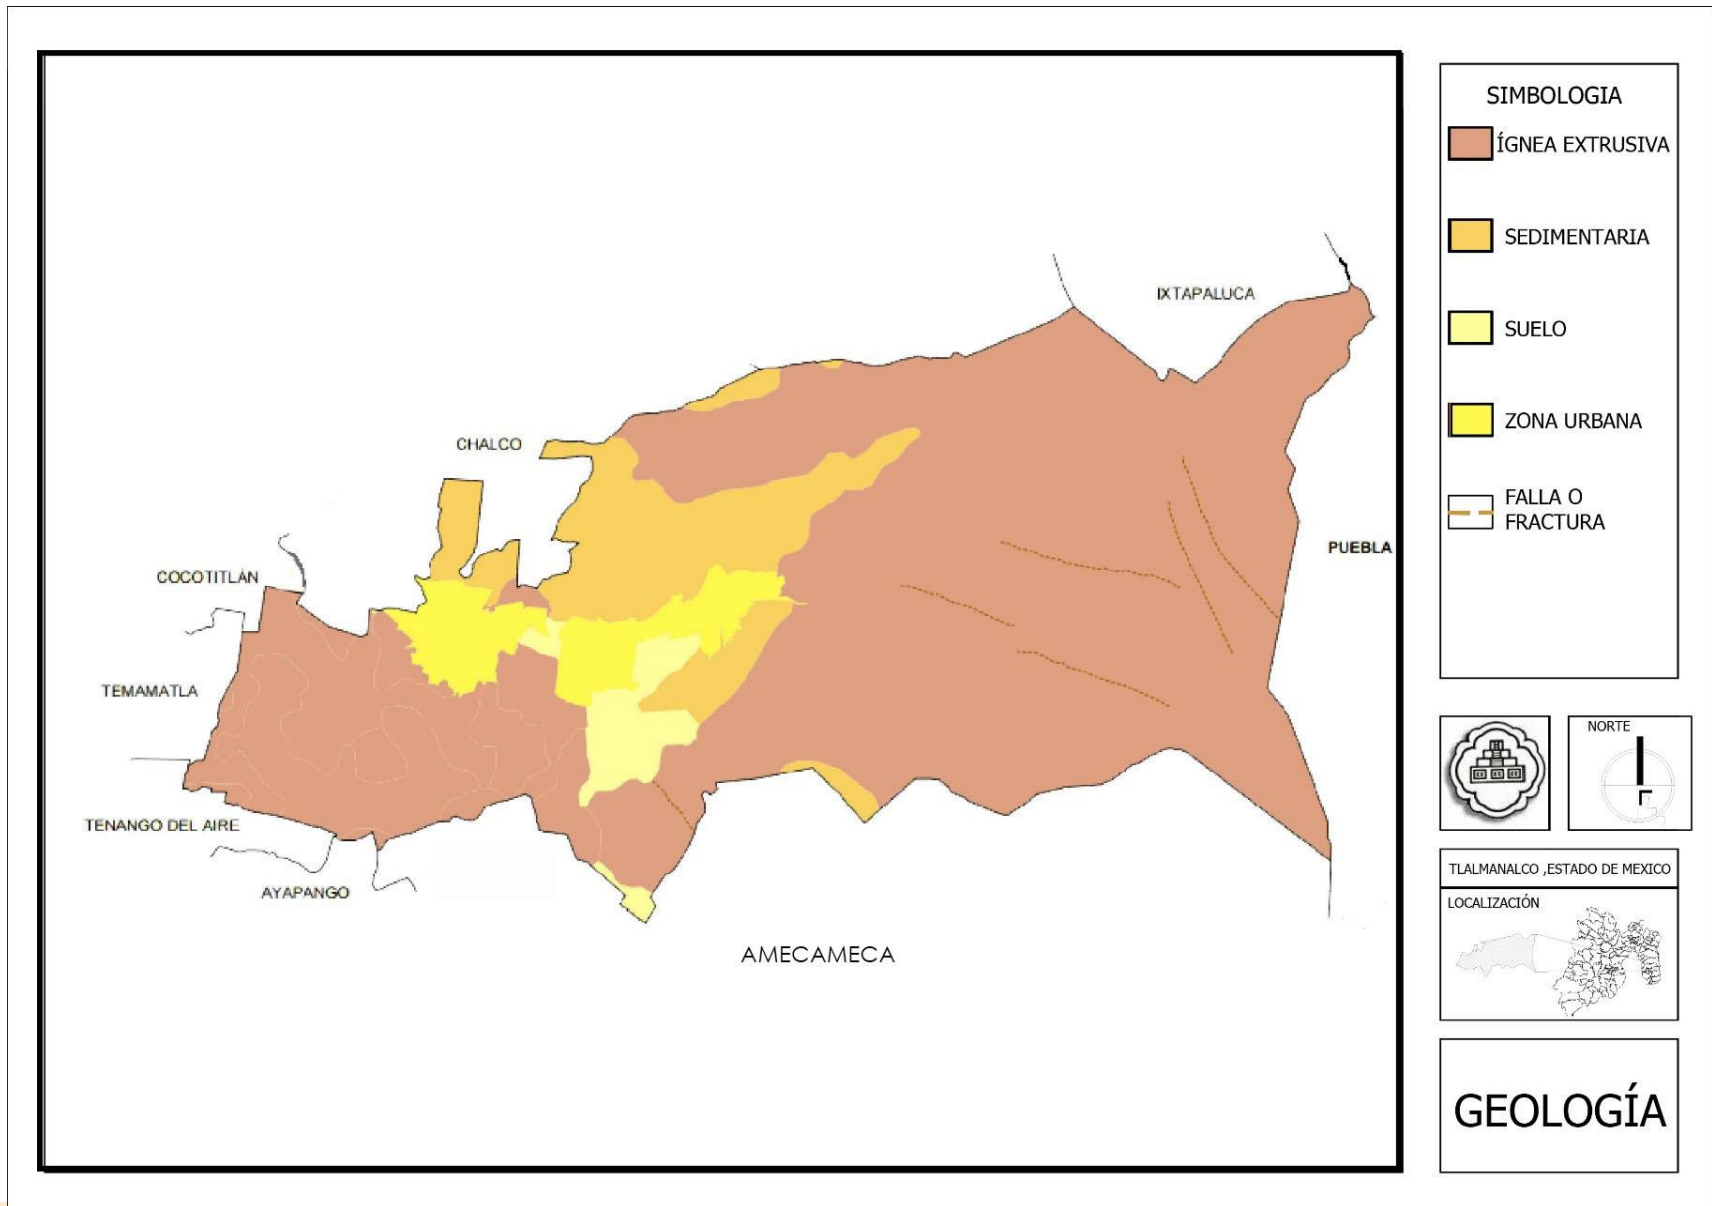 IXTAPALUCA
CHALCO
COCOTITLÁN
PUEBLA
TEMAMATLA
TENANGO DEL AIRE
AYAPANGO
AMECAMECA
SIMBOLOGIA
ÍGNEA EXTRUSIVA
SEDIMENTARIA
SUELO
ZONA URBANA
FALLA O
FRACTURA
NORTE
TLALMANALCO ,ESTADO DE MEXICO
LOCALIZACIÓN
GEOLOGÍA